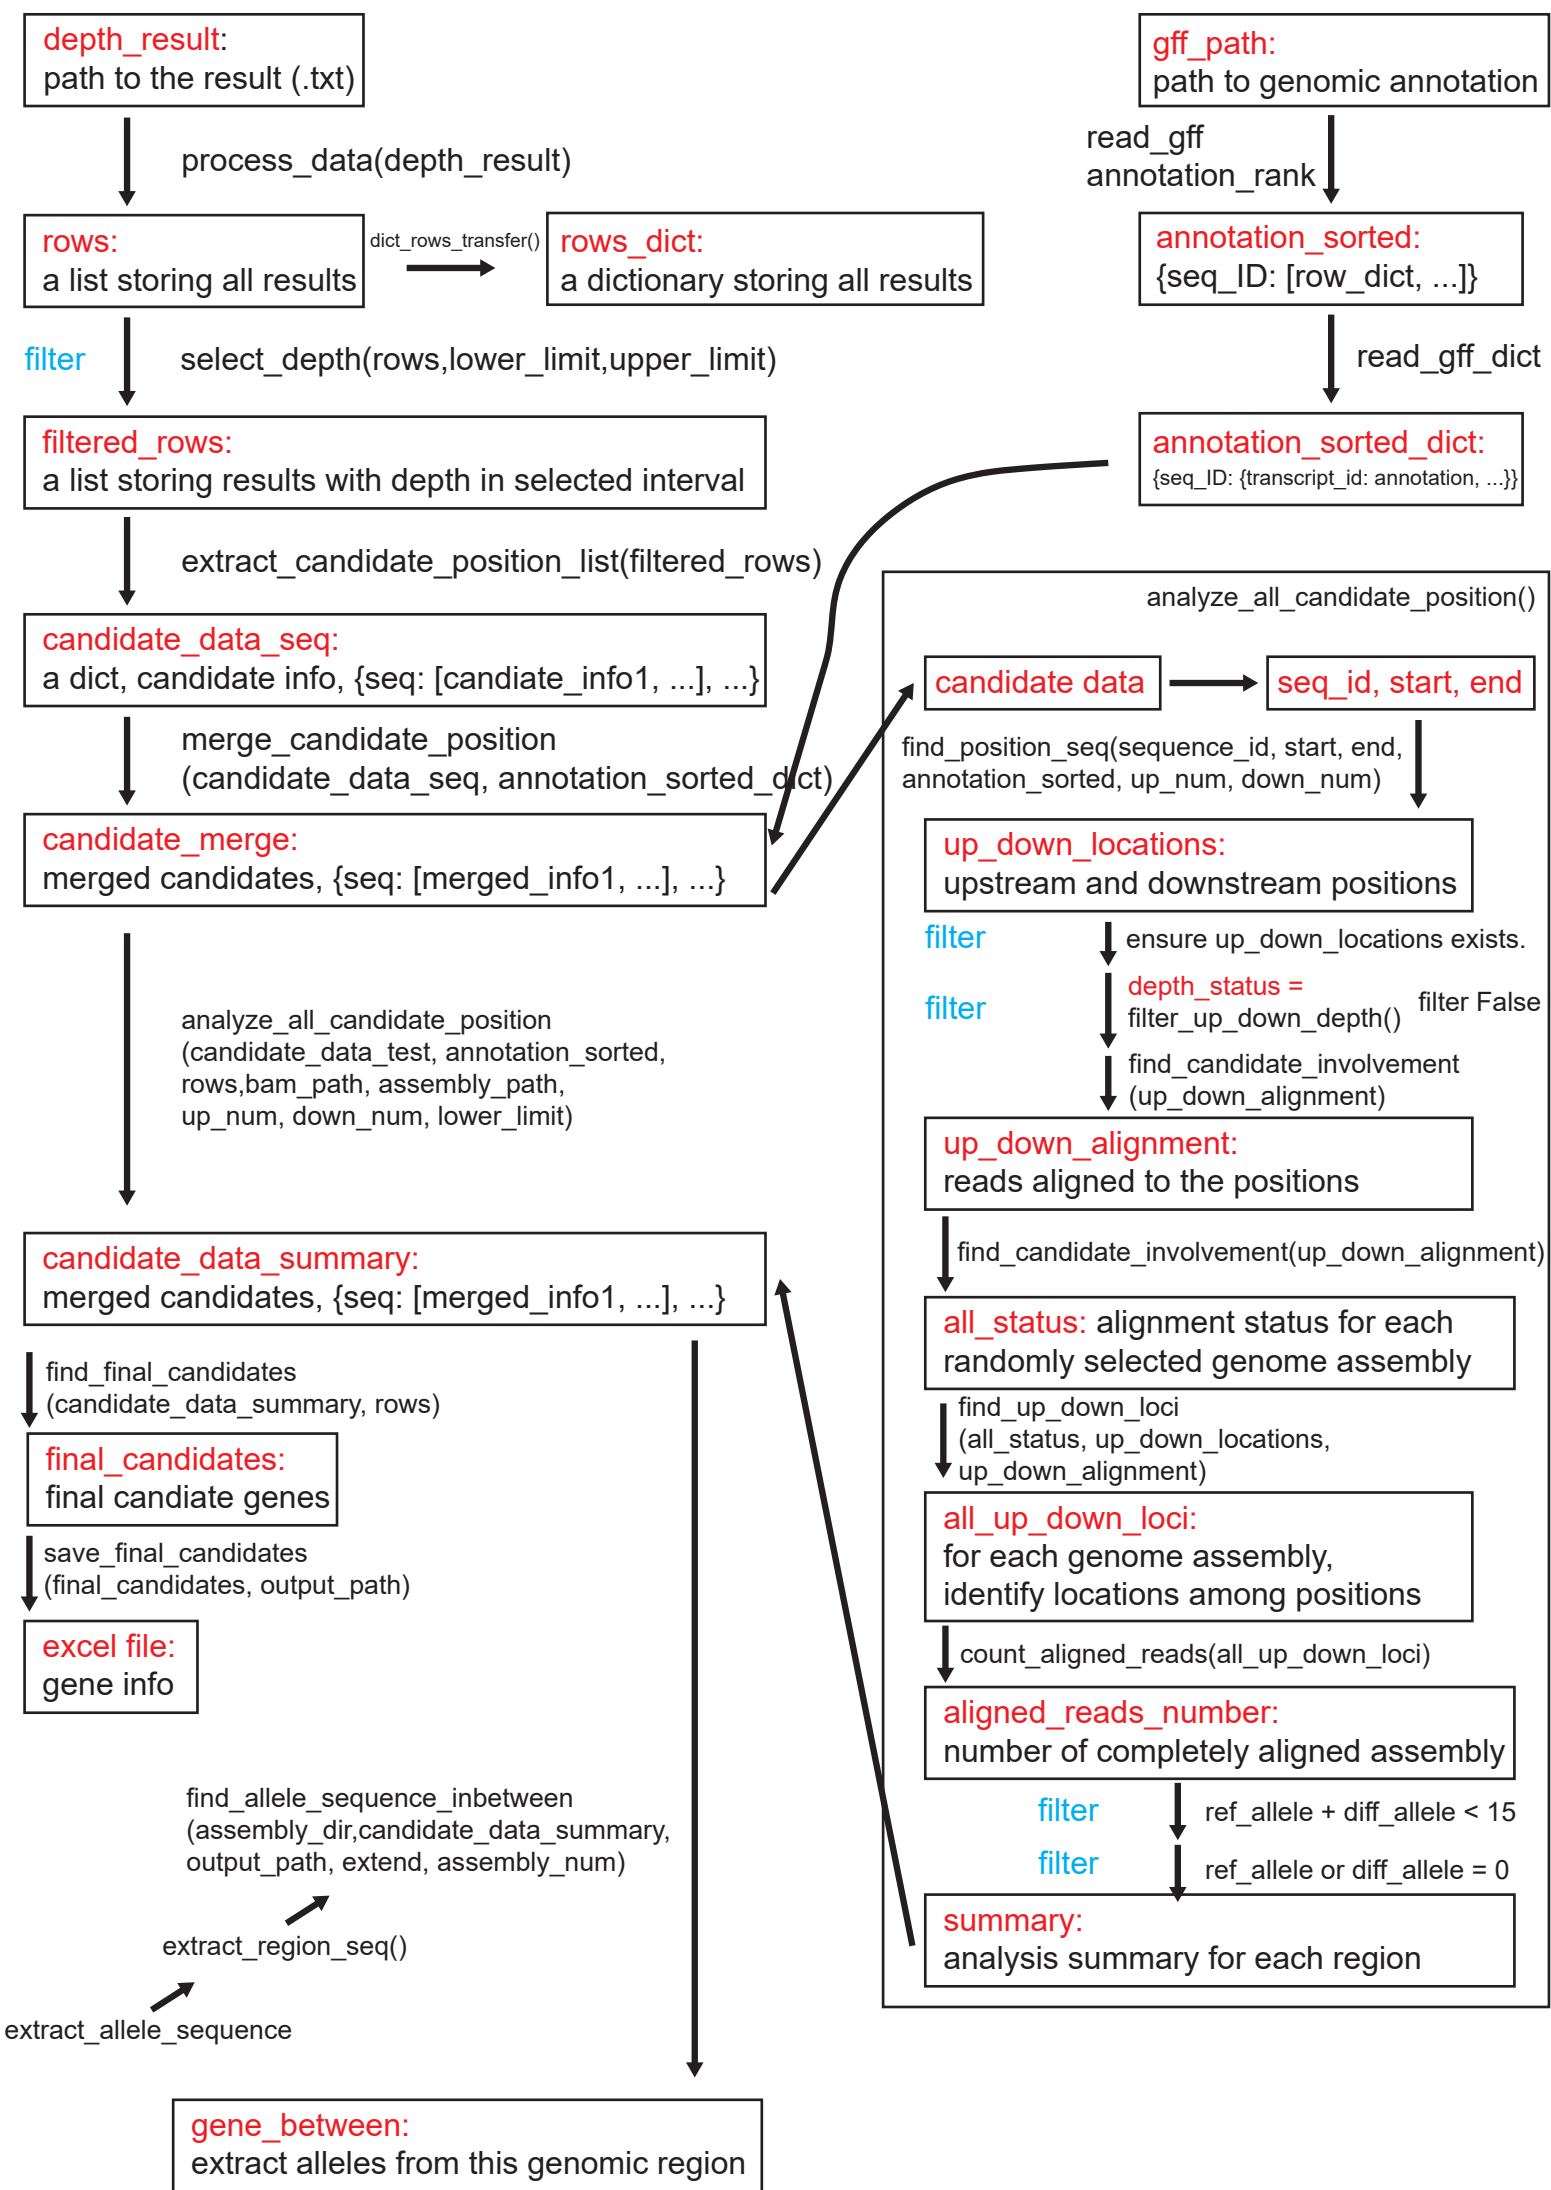 depth_result:
path to the result (.txt)
process_data(depth_result)
rows:
a list storing all results
dict_rows_transfer()
rows_dict:
a dictionary storing all results
filter
select_depth(rows,lower_limit,upper_limit)
filtered_rows:
a list storing results with depth in selected interval
extract_candidate_position_list(filtered_rows)
candidate_data_seq:
a dict, candidate info, {seq: [candiate_info1, ...], ...}
merge_candidate_position
(candidate_data_seq, annotation_sorted_dict)
candidate_merge:
merged candidates, {seq: [merged_info1, ...], ...}
analyze_all_candidate_position
(candidate_data_test, annotation_sorted,
rows,bam_path, assembly_path,
up_num, down_num, lower_limit)
candidate_data_summary:
merged candidates, {seq: [merged_info1, ...], ...}
find_final_candidates
(candidate_data_summary, rows)
final_candidates:
final candiate genes
save_final_candidates
(final_candidates, output_path)
excel file:
gene info
find_allele_sequence_inbetween
(assembly_dir,candidate_data_summary,
output_path, extend, assembly_num)
extract_region_seq()
extract_allele_sequence
gene_between:
extract alleles from this genomic region
gff_path:
path to genomic annotation
read_gff
annotation_rank
annotation_sorted:
{seq_ID: [row_dict, ...]}
read_gff_dict
annotation_sorted_dict:
{seq_ID: {transcript_id: annotation, ...}}
analyze_all_candidate_position()
candidate data
seq_id, start, end
find_position_seq(sequence_id, start, end,
annotation_sorted, up_num, down_num)
up_down_locations:
upstream and downstream positions
filter
ensure up_down_locations exists.
filter
depth_status =
filter_up_down_depth()
filter False
find_candidate_involvement
(up_down_alignment)
up_down_alignment:
reads aligned to the positions
find_candidate_involvement(up_down_alignment)
all_status: alignment status for each
randomly selected genome assembly
find_up_down_loci
(all_status, up_down_locations,
up_down_alignment)
all_up_down_loci:
for each genome assembly,
identify locations among positions
count_aligned_reads(all_up_down_loci)
aligned_reads_number:
number of completely aligned assembly
filter
ref_allele + diff_allele < 15
filter
ref_allele or diff_allele = 0
summary:
analysis summary for each region